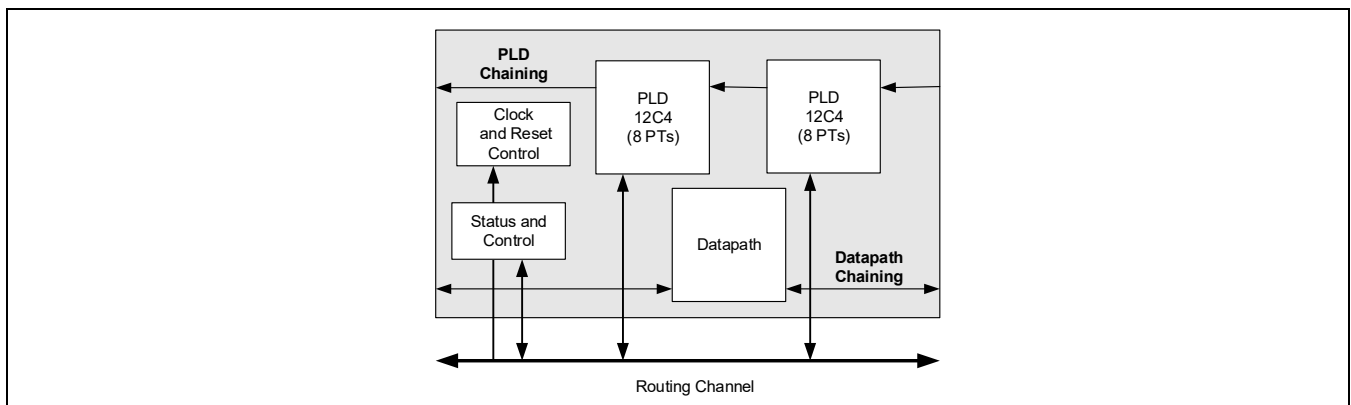 PLD
Chaining
PLD
12C4
(8 PTs)
PLD
12C4
(8 PTs)
Clock
and Reset
Control
Status and
Control
Datapath
Datapath
Chaining
Routing Channel